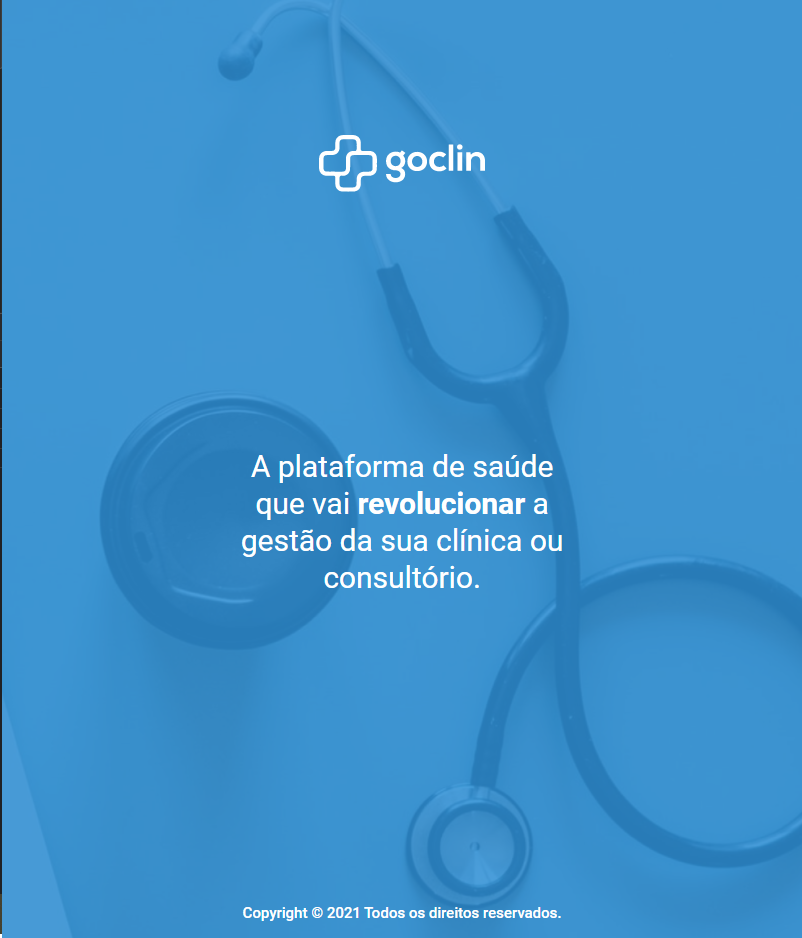 goclin
A plataforma de saúde
que vai revolucionar a
gestão da sua clínica ou
consultório.
Copyright © 2021 Todos os direitos reservados.